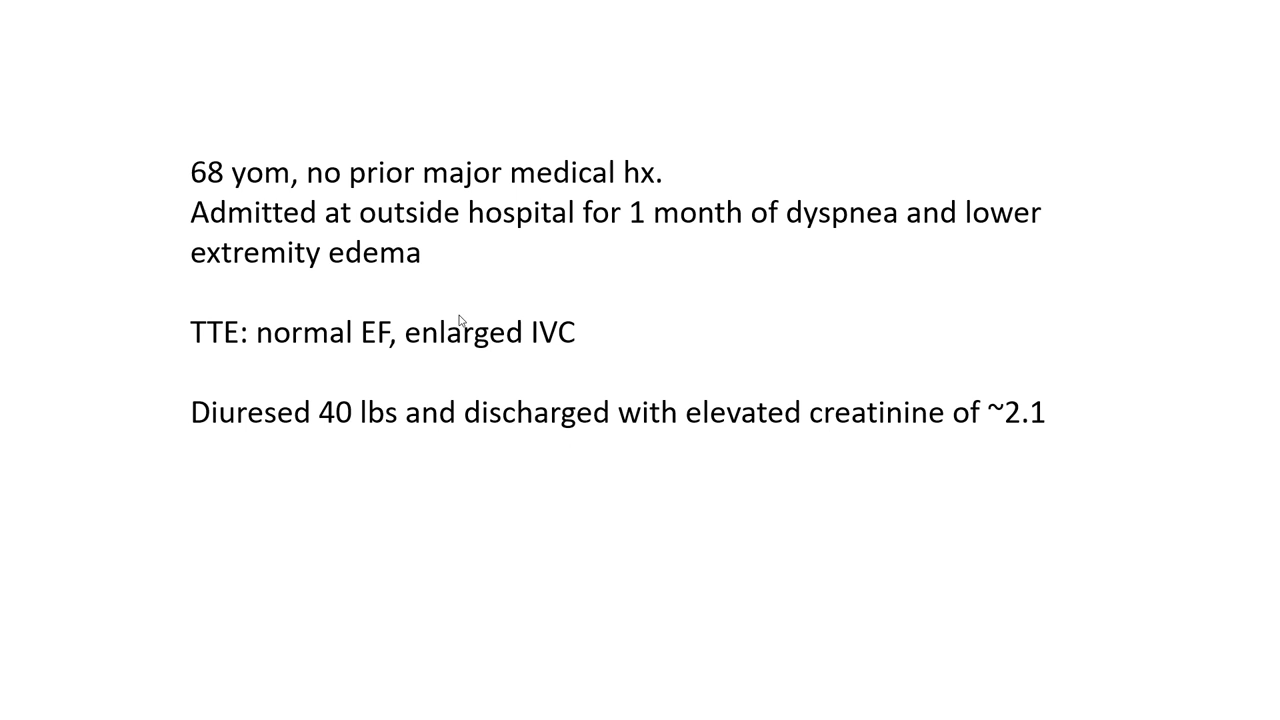 68 yom, no prior major medical hx.
Admitted at outside hospital for 1 month of dyspnea and lower
extremity edema
TTE: normal EF, enlarged IVC
Diuresed 40 lbs and discharged with elevated creatinine of ~2.1